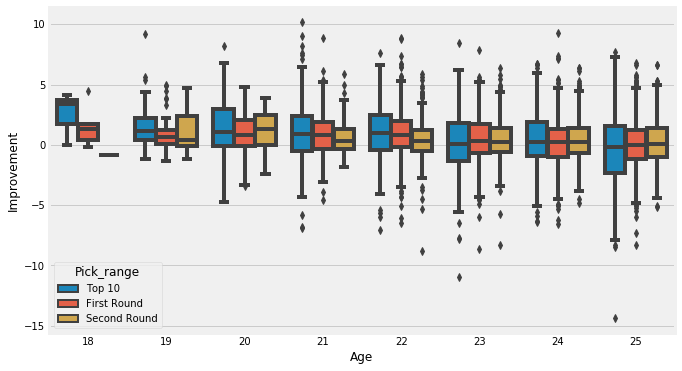 10
5
0
−5
−10
−15
Improvement
Pick_range
Top 10
First Round
Second Round
18 19 20 21 22 23 24 25
Age